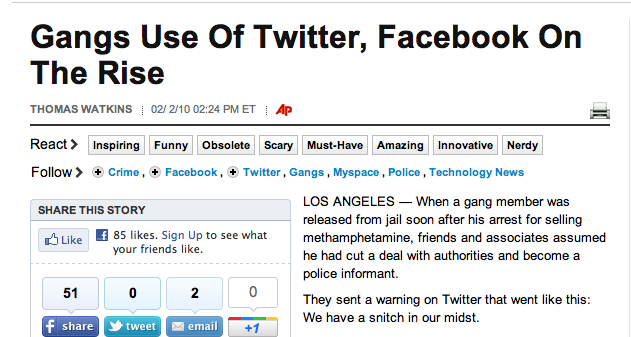 Gangs Use Of Twitter, Facebook On
The Rise
THOMAS WATKINS 02/ 2/10 02:24 PM ET AP
React Inspiring Funny Obsolete Scary Must-Have Amazing Innovative Nerdy
Follow Crime , Facebook , Twitter , Gangs , Myspace , Police , Technology News
SHARE THIS STORY
Like 85 likes. Sign Up to see what
your friends like.
51 0 2 0
f share tweet email +1
LOS ANGELES — When a gang member was
released from jail soon after his arrest for selling
methamphetamine, friends and associates assumed
he had cut a deal with authorities and become a
police informant.
They sent a warning on Twitter that went like this:
We have a snitch in our midst.